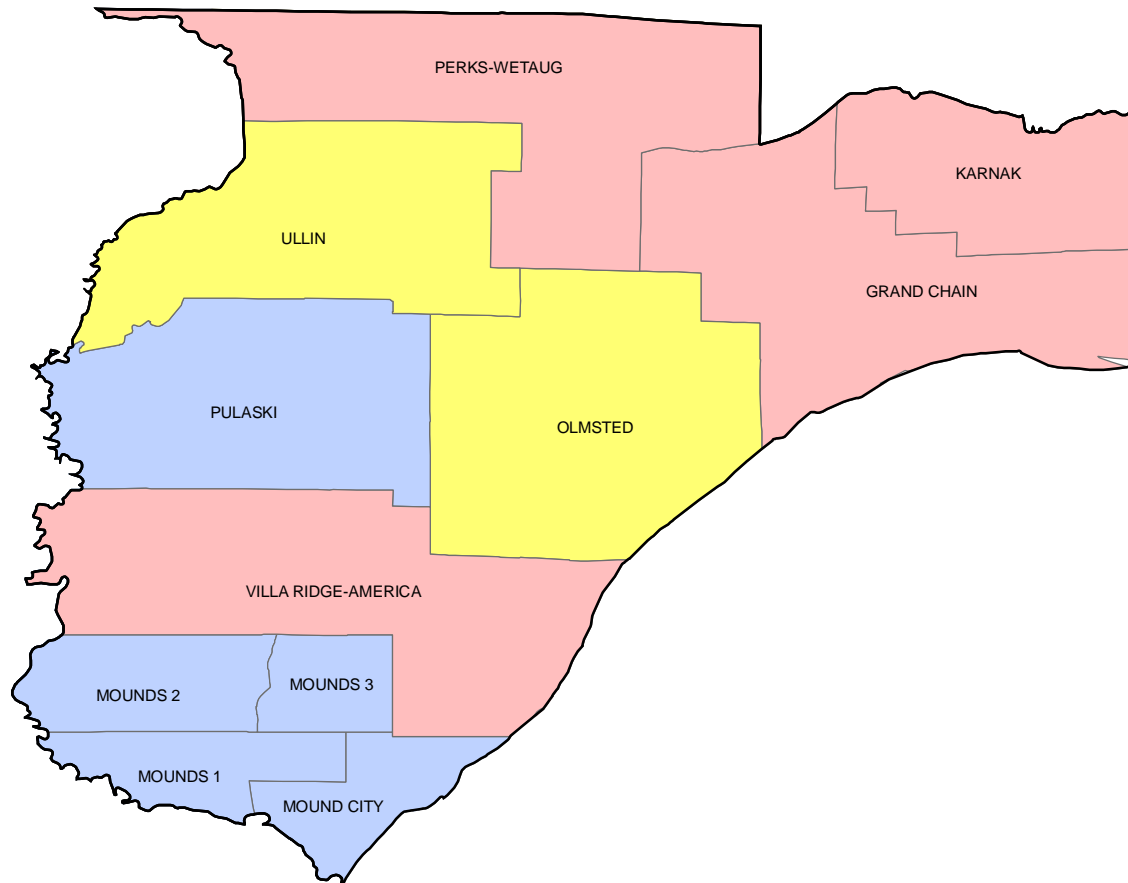 PERKS-WETAUG
KARNAK
ULLIN
GRAND CHAIN
PULASKI
OLMSTED
VILLA RIDGE-AMERICA
MOUNDS 2
MOUNDS 3
MOUNDS 1
MOUND CITY